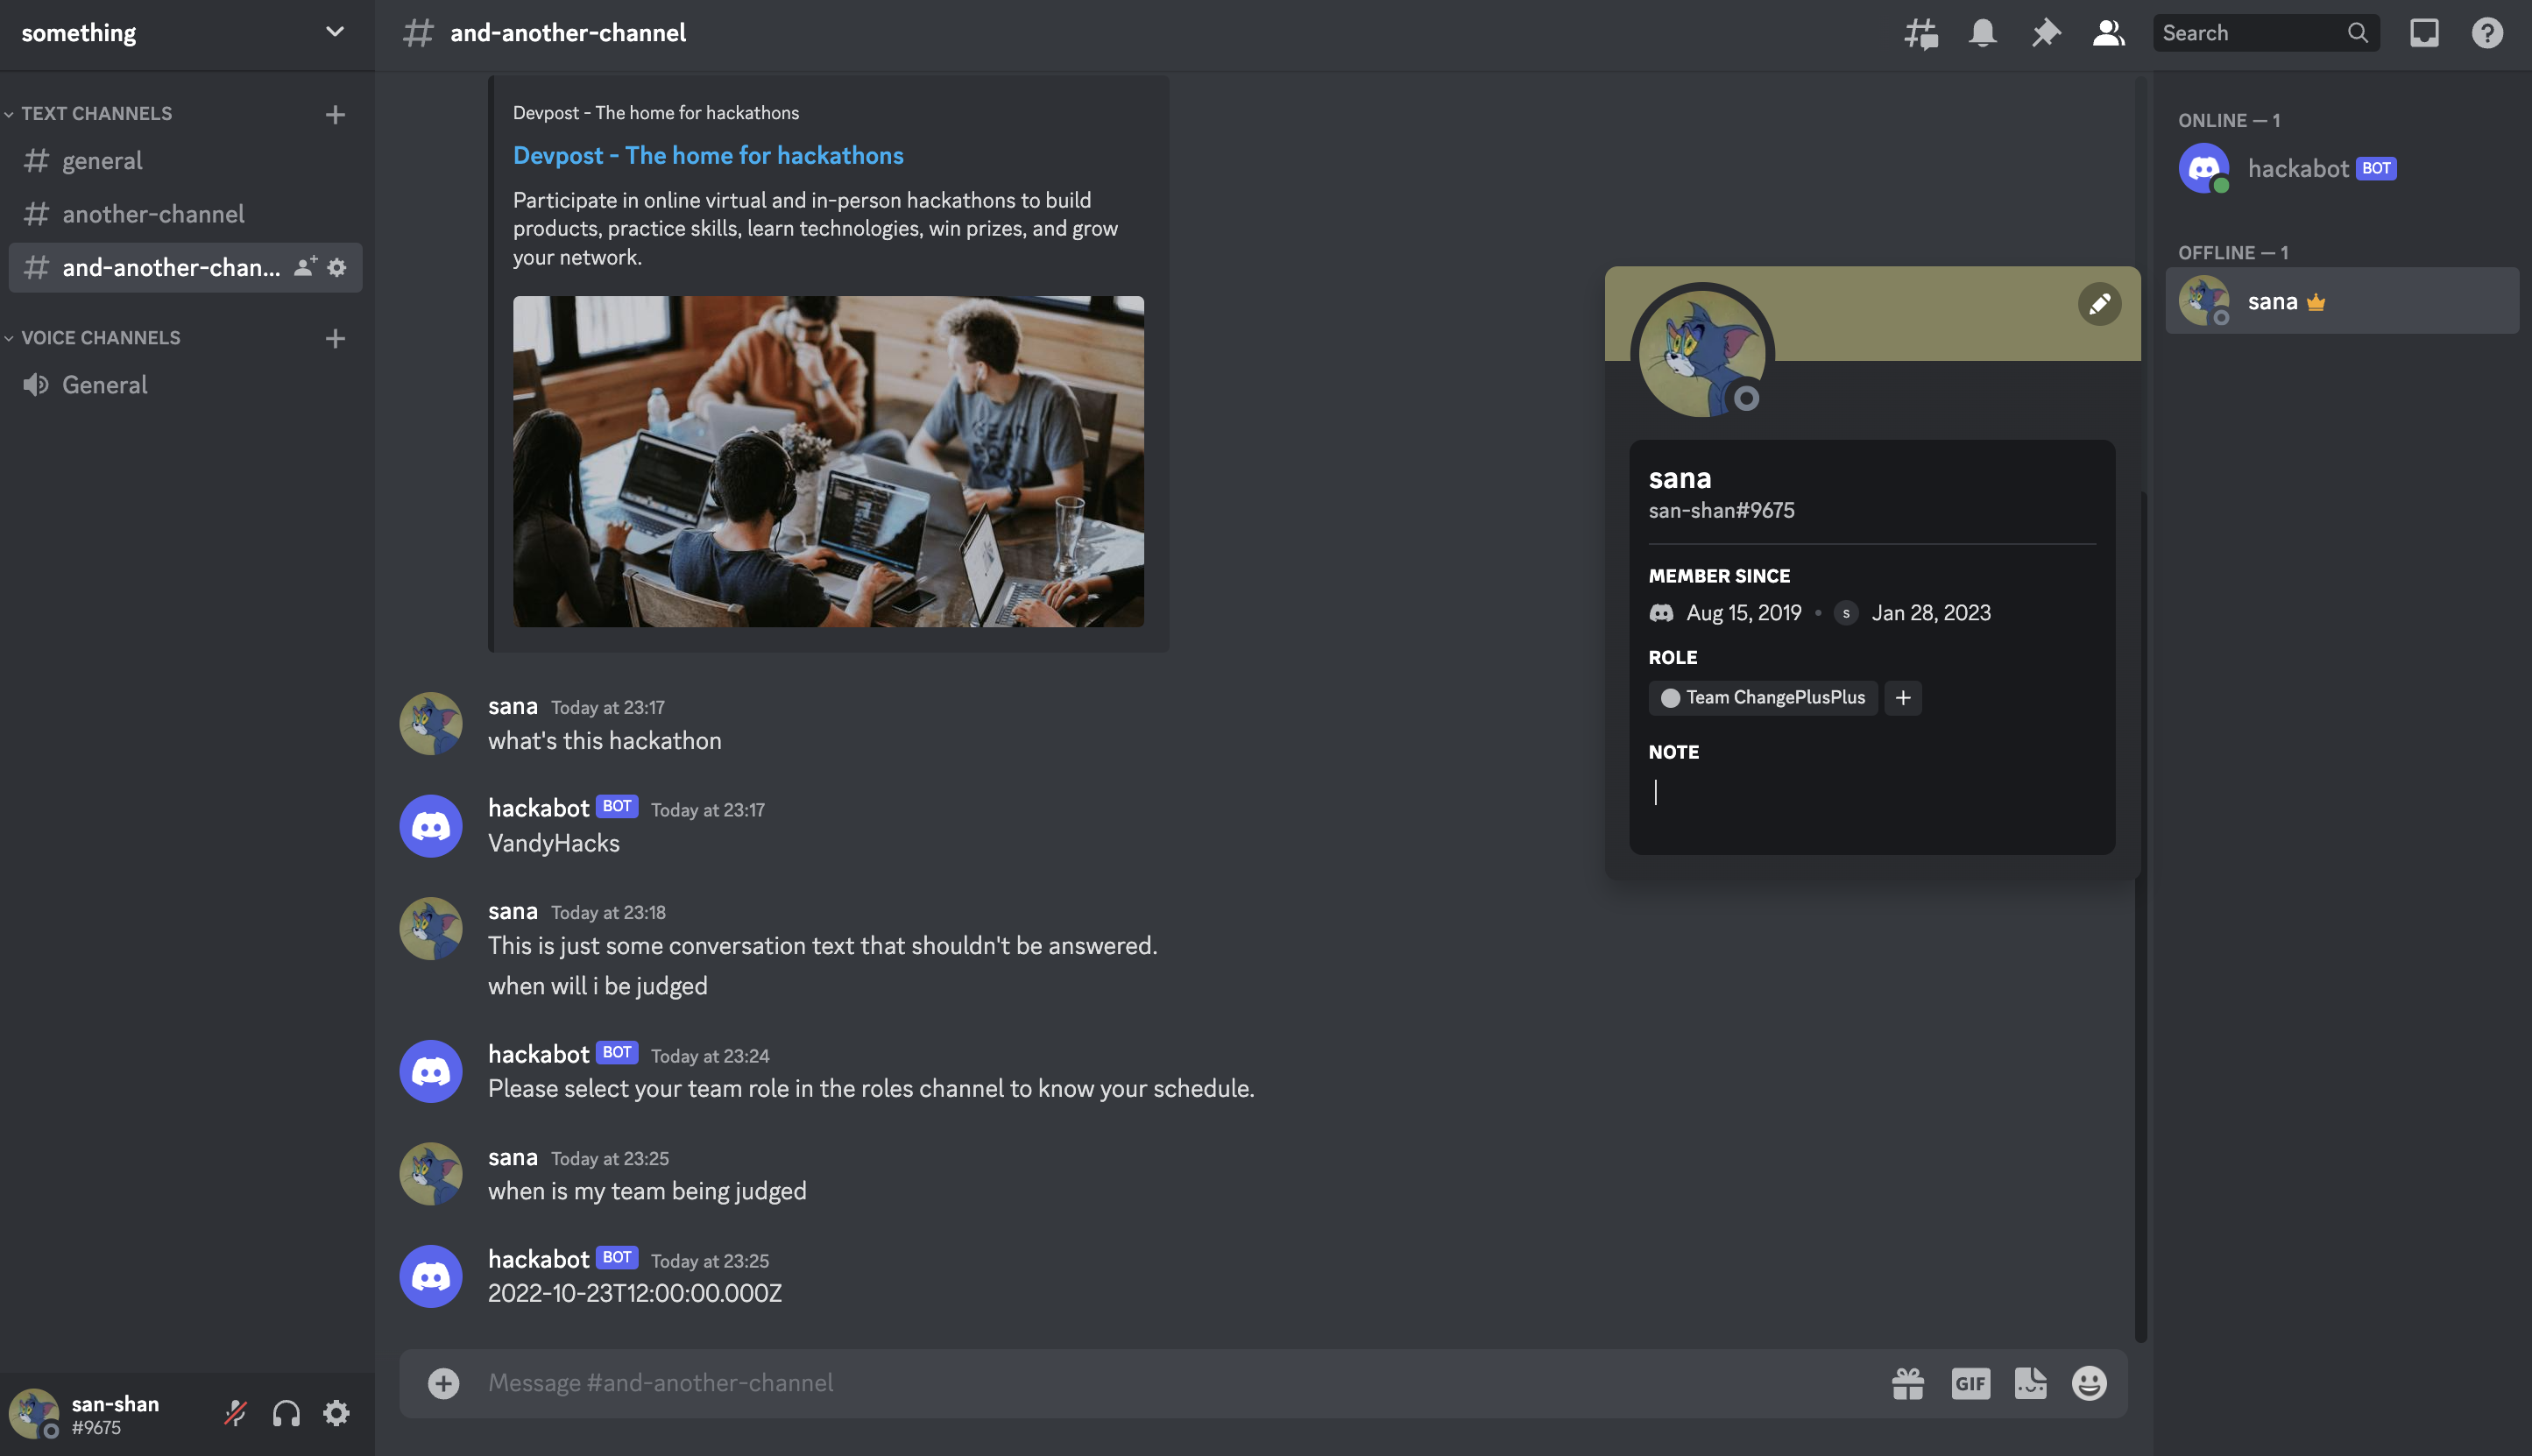 something
TEXT CHANNELS
general
another-channel
and-another-chan...
VOICE CHANNELS
General
san-shan
#9675
and-another-channel
Search
Devpost - The home for hackathons
Devpost - The home for hackathons
Participate in online virtual and in-person hackathons to build
products, practice skills, learn technologies, win prizes, and grow
your network.
sana Today at 23:17
what's this hackathon
hackabot BOT Today at 23:17
VandyHacks
sana Today at 23:18
This is just some conversation text that shouldn't be answered.
when will i be judged
hackabot BOT Today at 23:24
Please select your team role in the roles channel to know your schedule.
sana Today at 23:25
when is my team being judged
hackabot BOT Today at 23:25
2022-10-23T12:00:00.000Z
Message #and-another-channel
GIF
sana
san-shan#9675
MEMBER SINCE
Aug 15, 2019 • s Jan 28, 2023
ROLE
Team ChangePlusPlus +
NOTE
ONLINE — 1
hackabot BOT
OFFLINE — 1
sana